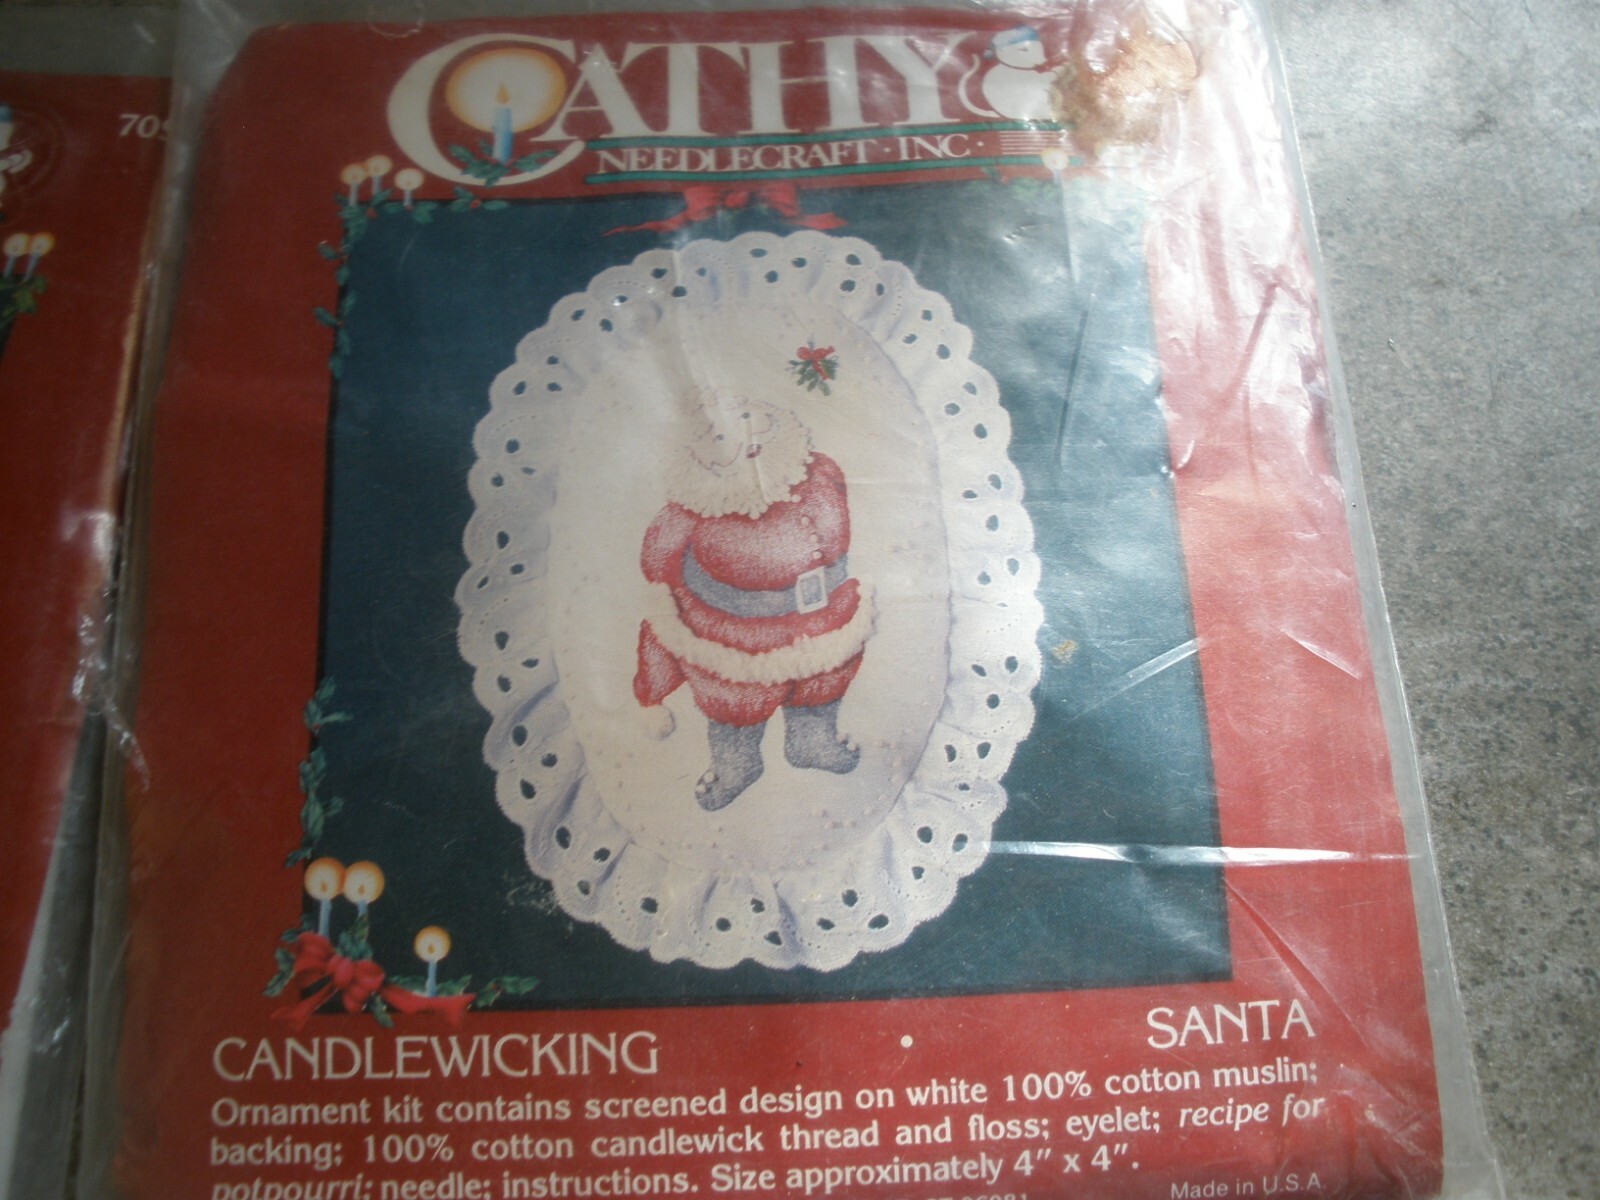 709
CATHY
NEEDLECRAFT · INC ·
CANDLEWICKING • SANTA
Ornament kit contains screened design on white 100% cotton muslin;
backing; 100% cotton candlewick thread and floss; eyelet; recipe for
potpourri; needle; instructions. Size approximately 4" x 4".
Made in U.S.A.